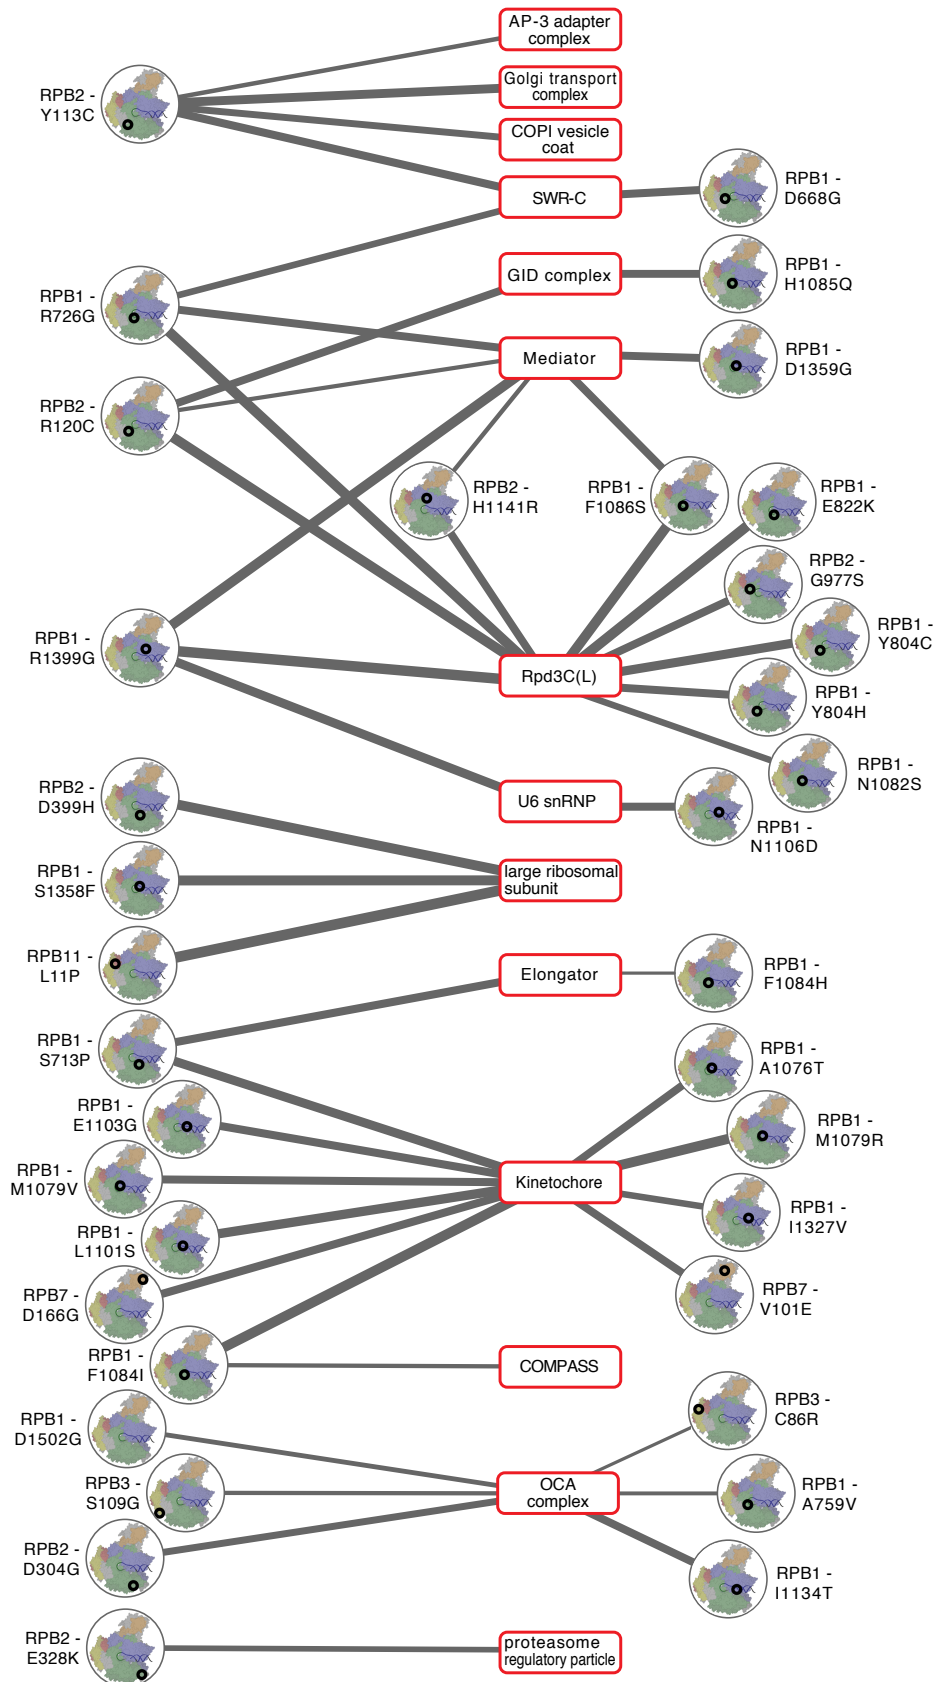 AP-3 adapter
complex
RPB2 -
Y113C
Golgi transport
complex
COPI vesicle
coat
SWR-C
RPB1 -
D668G
RPB1 -
R726G
GID complex
RPB1 -
H1085Q
Mediator
RPB1 -
D1359G
RPB2 -
R120C
RPB2 -
H1141R
RPB1 -
F1086S
RPB1 -
E822K
RPB2 -
G977S
RPB1 -
R1399G
RPB1 -
Y804C
Rpd3C(L)
RPB1 -
Y804H
RPB1 -
N1082S
RPB2 -
D399H
U6 snRNP
RPB1 -
N1106D
RPB1 -
S1358F
large ribosomal
subunit
RPB11 -
L11P
Elongator
RPB1 -
F1084H
RPB1 -
S713P
RPB1 -
A1076T
RPB1 -
E1103G
RPB1 -
M1079R
RPB1 -
M1079V
Kinetochore
RPB1 -
I1327V
RPB1 -
L1101S
RPB7 -
D166G
RPB7 -
V101E
RPB1 -
F1084I
COMPASS
RPB3 -
C86R
RPB1 -
D1502G
RPB3 -
S109G
OCA
complex
RPB1 -
A759V
RPB2 -
D304G
RPB1 -
I1134T
RPB2 -
E328K
proteasome
regulatory particle